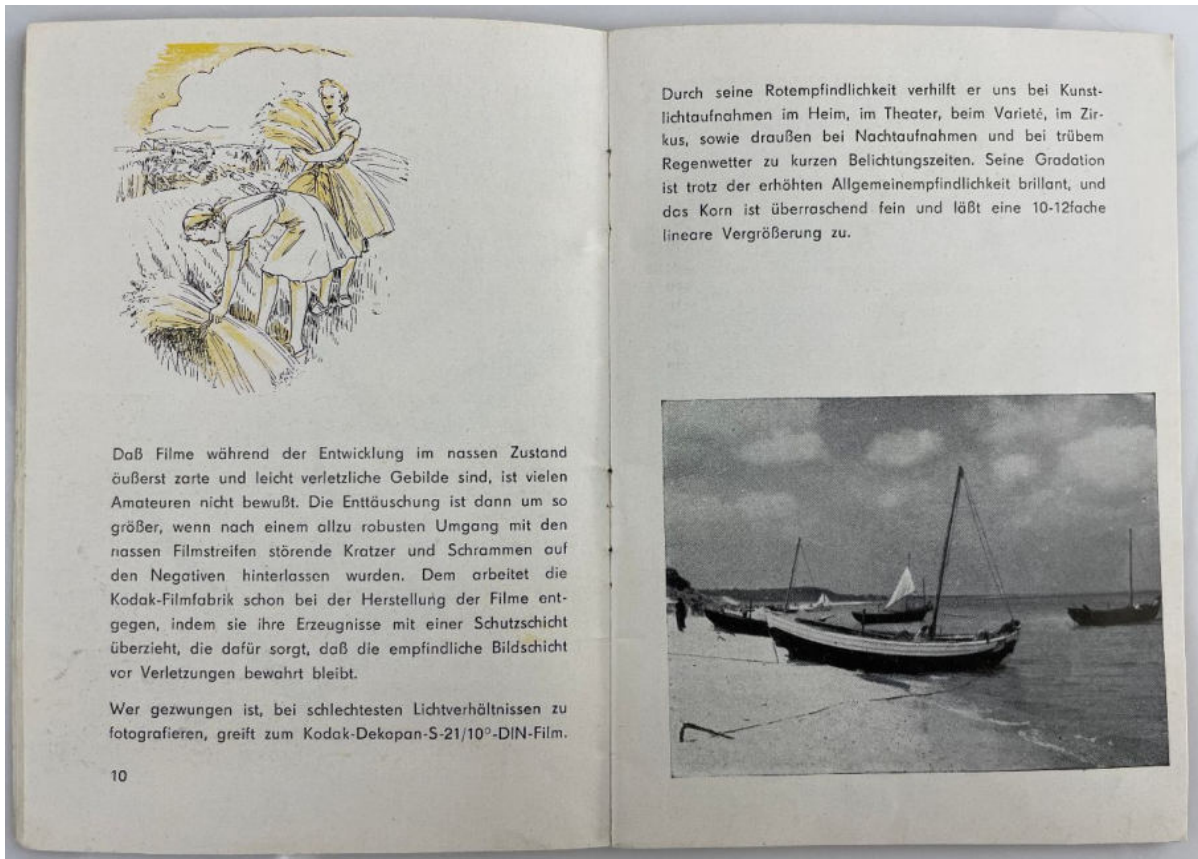 Daß Filme während der Entwicklung im nassen Zustand
äußerst zarte und leicht verletzliche Gebilde sind, ist vielen
Amateuren nicht bewußt. Die Enttäuschung ist dann um so
größer, wenn nach einem allzu robusten Umgang mit den
nassen Filmstreifen störende Kratzer und Schrammen auf
den Negativen hinterlassen wurden. Dem arbeitet die
Kodak-Filmfabrik schon bei der Herstellung der Filme ent-
gegen, indem sie ihre Erzeugnisse mit einer Schutzschicht
überzieht, die dafür sorgt, daß die empfindliche Bildschicht
vor Verletzungen bewahrt bleibt.
Wer gezwungen ist, bei schlechtesten Lichtverhältnissen zu
fotografieren, greift zum Kodak-Dekopan-S-21/10°-DIN-Film.
10
Durch seine Rotempfindlichkeit verhilft er uns bei Kunst-
lichtaufnahmen im Heim, im Theater, beim Varieté, im Zir-
kus, sowie draußen bei Nachtaufnahmen und bei trübem
Regenwetter zu kurzen Belichtungszeiten. Seine Gradation
ist trotz der erhöhten Allgemeinempfindlichkeit brillant, und
das Korn ist überraschend fein und läßt eine 10-12fache
lineare Vergrößerung zu.